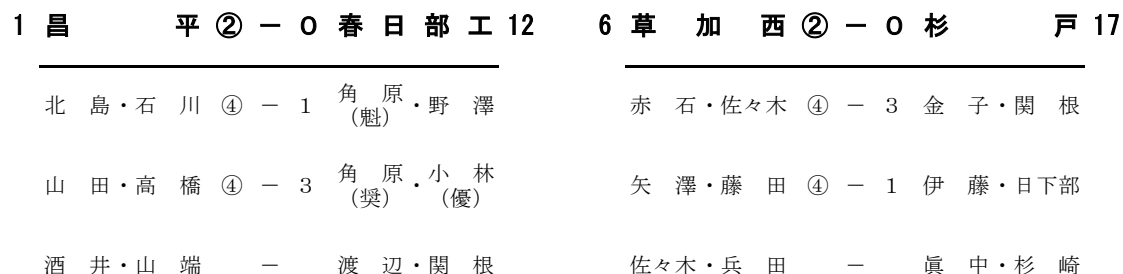 1 昌 平 ② － 0 春 日 部 工 12
北 島・石 川 ④ － 1 角 原(魁)・野 澤
山 田・高 橋 ④ － 3 角 原(奨)・小 林(優)
酒 井・山 端 － 渡 辺・関 根
6 草 加 西 ② － 0 杉 戸 17
赤 石・佐々木 ④ － 3 金 子・関 根
矢 澤・藤 田 ④ － 1 伊 藤・日下部
佐々木・兵 田 － 眞 中・杉 崎